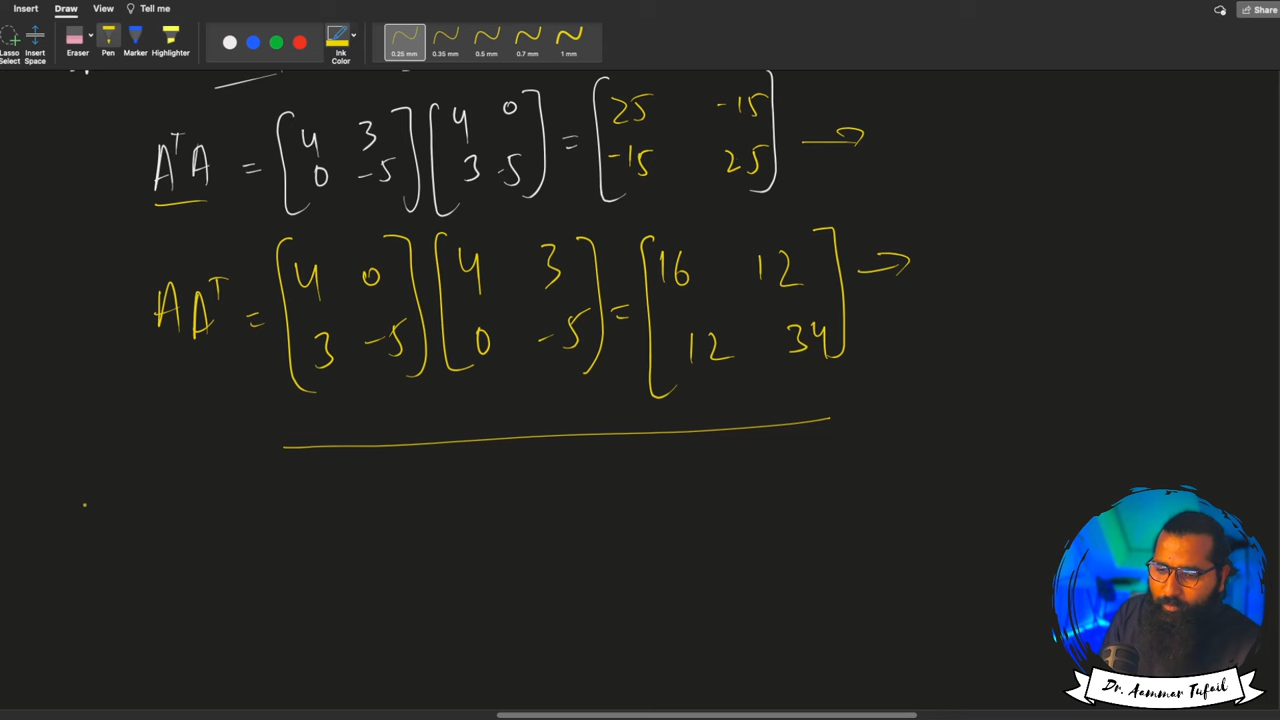 Insert Draw View Tell me Share
Lasso Select Insert Space Eraser Pen Marker Highlighter Ink Color 0.25 mm 0.35 mm 0.5 mm 0.7 mm 1 mm
AᵀA = [4 3; 0 -5] [4 0; 3 -5] = [25 -15; -15 25] →
AAᵀ = [4 0; 3 -5] [4 3; 0 -5] = [16 12; 12 34] →
Dr. Aammar Tufail